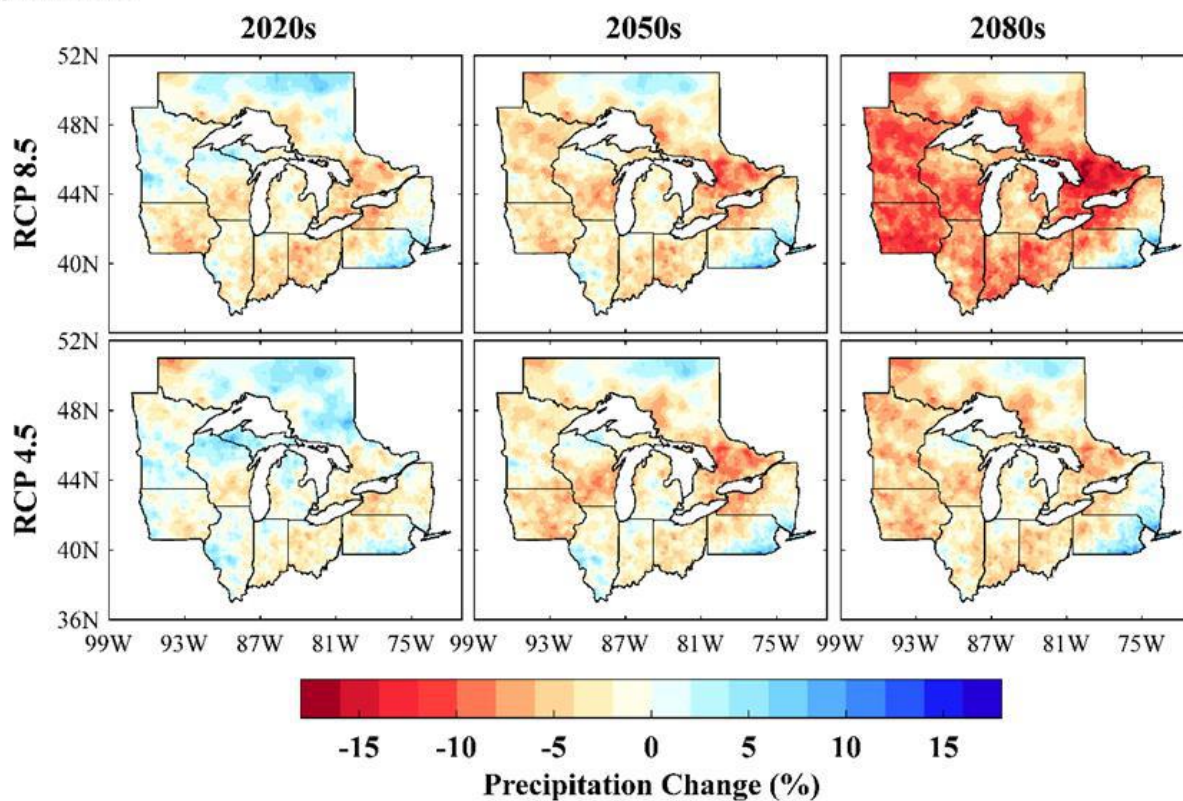 2020s 2050s 2080s
52N
48N
44N
40N
RCP 8.5
52N
48N
44N
40N
36N
RCP 4.5
99W 93W 87W 81W 75W 99W 93W 87W 81W 75W 99W 93W 87W 81W 75W
-15 -10 -5 0 5 10 15
Precipitation Change (%)